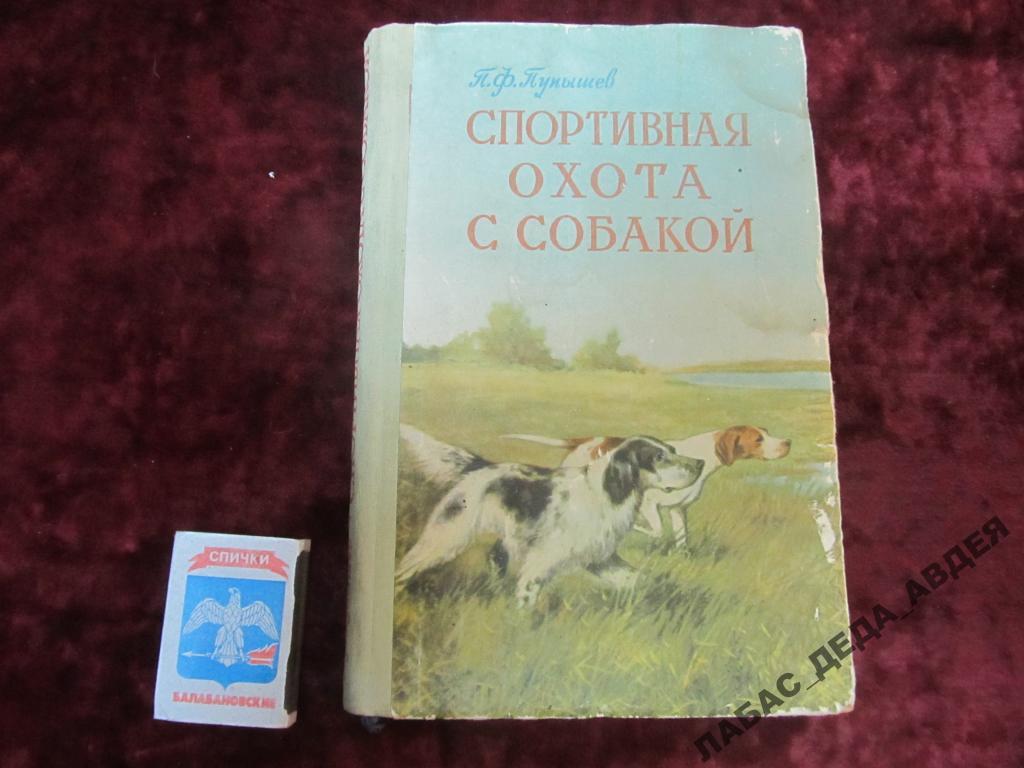 П.Ф. Пупышев
СПОРТИВНАЯ
ОХОТА
С СОБАКОЙ
СПИЧКИ
БАЛАБАНОВСКИЕ
ЛАБАС_ДЕДА_АВДЕЯ